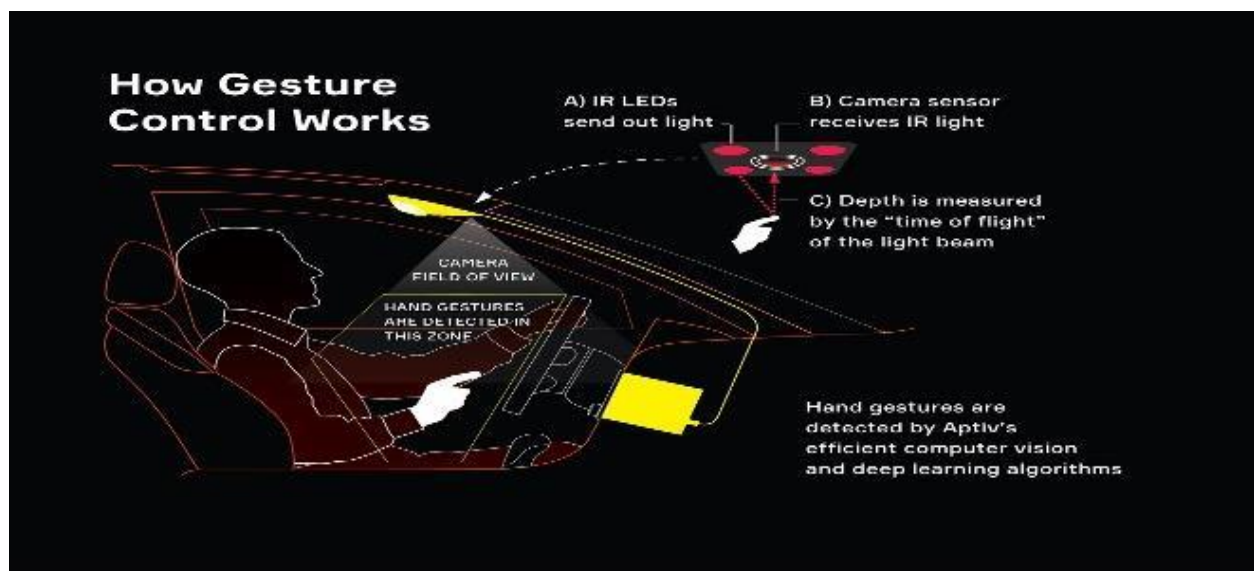 How Gesture
Control Works
A) IR LEDs
send out light
B) Camera sensor
receives IR light
C) Depth is measured
by the “time of flight”
of the light beam
CAMERA
FIELD OF VIEW
HAND GESTURES
ARE DETECTED IN
THIS ZONE
Hand gestures are
detected by Aptiv's
efficient computer vision
and deep learning algorithms